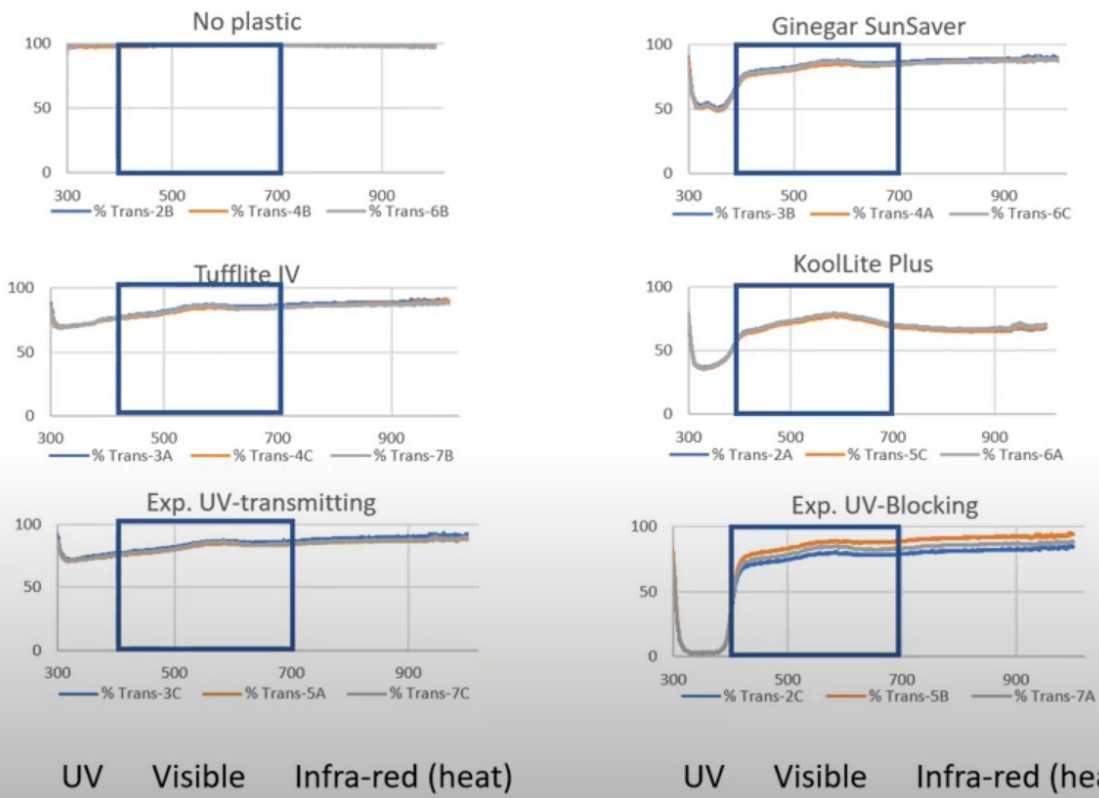 No plastic
100
50
0
300 500 700 900
% Trans-2B % Trans-4B % Trans-6B
Ginegar SunSaver
100
50
0
300 500 700 900
% Trans-3B % Trans-4A % Trans-6C
Tufflite IV
100
50
0
300 500 700 900
% Trans-3A % Trans-4C % Trans-7B
KoolLite Plus
100
50
0
300 500 700 900
% Trans-2A % Trans-5C % Trans-6A
Exp. UV-transmitting
100
50
0
300 500 700 900
% Trans-3C % Trans-5A % Trans-7C
Exp. UV-Blocking
100
50
0
300 500 700 900
% Trans-2C % Trans-5B % Trans-7A
UV Visible Infra-red (heat)
UV Visible Infra-red (hea